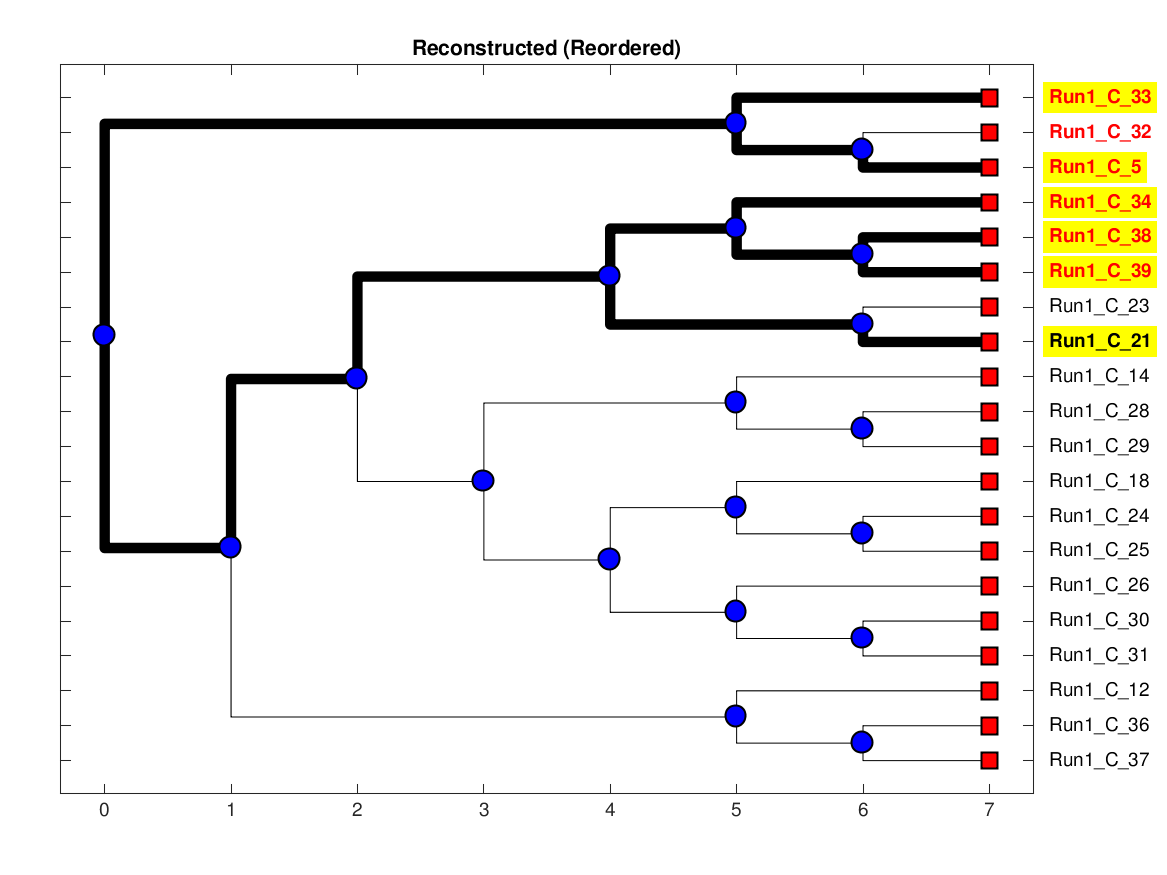 Reconstructed (Reordered)
Run1_C_33
Run1_C_32
Run1_C_5
Run1_C_34
Run1_C_38
Run1_C_39
Run1_C_23
Run1_C_21
Run1_C_14
Run1_C_28
Run1_C_29
Run1_C_18
Run1_C_24
Run1_C_25
Run1_C_26
Run1_C_30
Run1_C_31
Run1_C_12
Run1_C_36
Run1_C_37
0 1 2 3 4 5 6 7